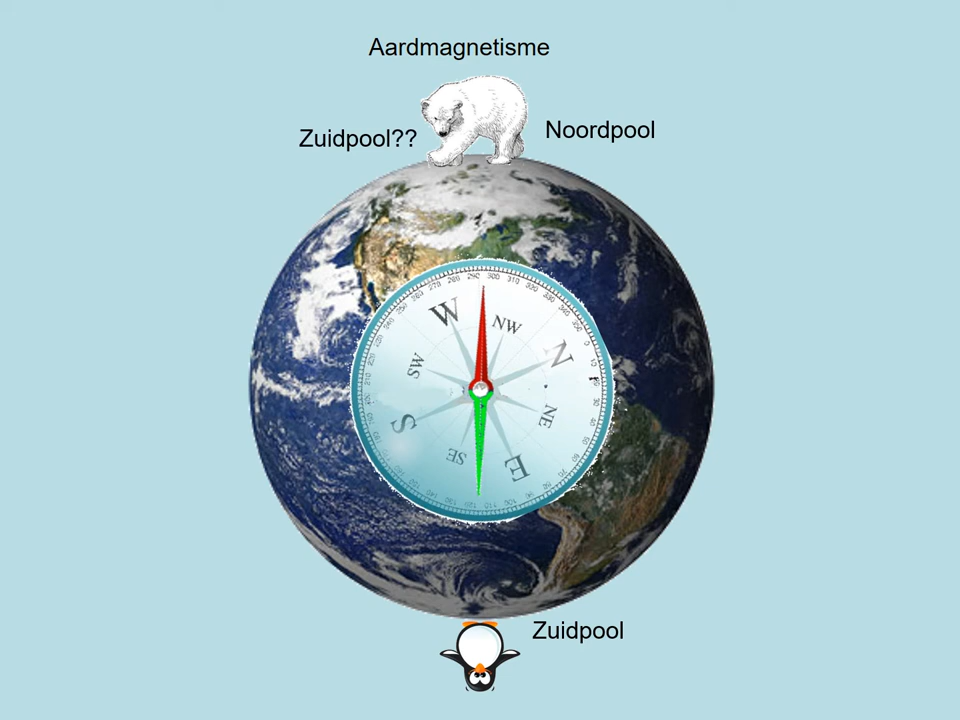 Aardmagnetisme
Zuidpool??
Noordpool
W
NW
N
SW
NE
S
SE
E
Zuidpool